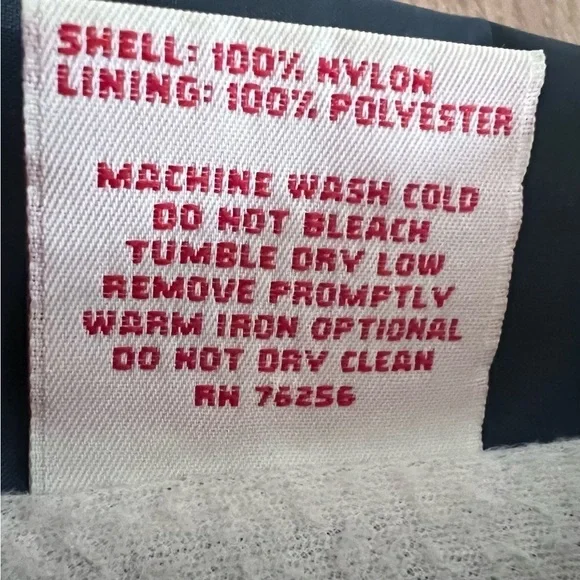 SHELL: 100% NYLON
LINING: 100% POLYESTER
MACHINE WASH COLD
DO NOT BLEACH
TUMBLE DRY LOW
REMOVE PROMPTLY
WARM IRON OPTIONAL
DO NOT DRY CLEAN
RN 76256